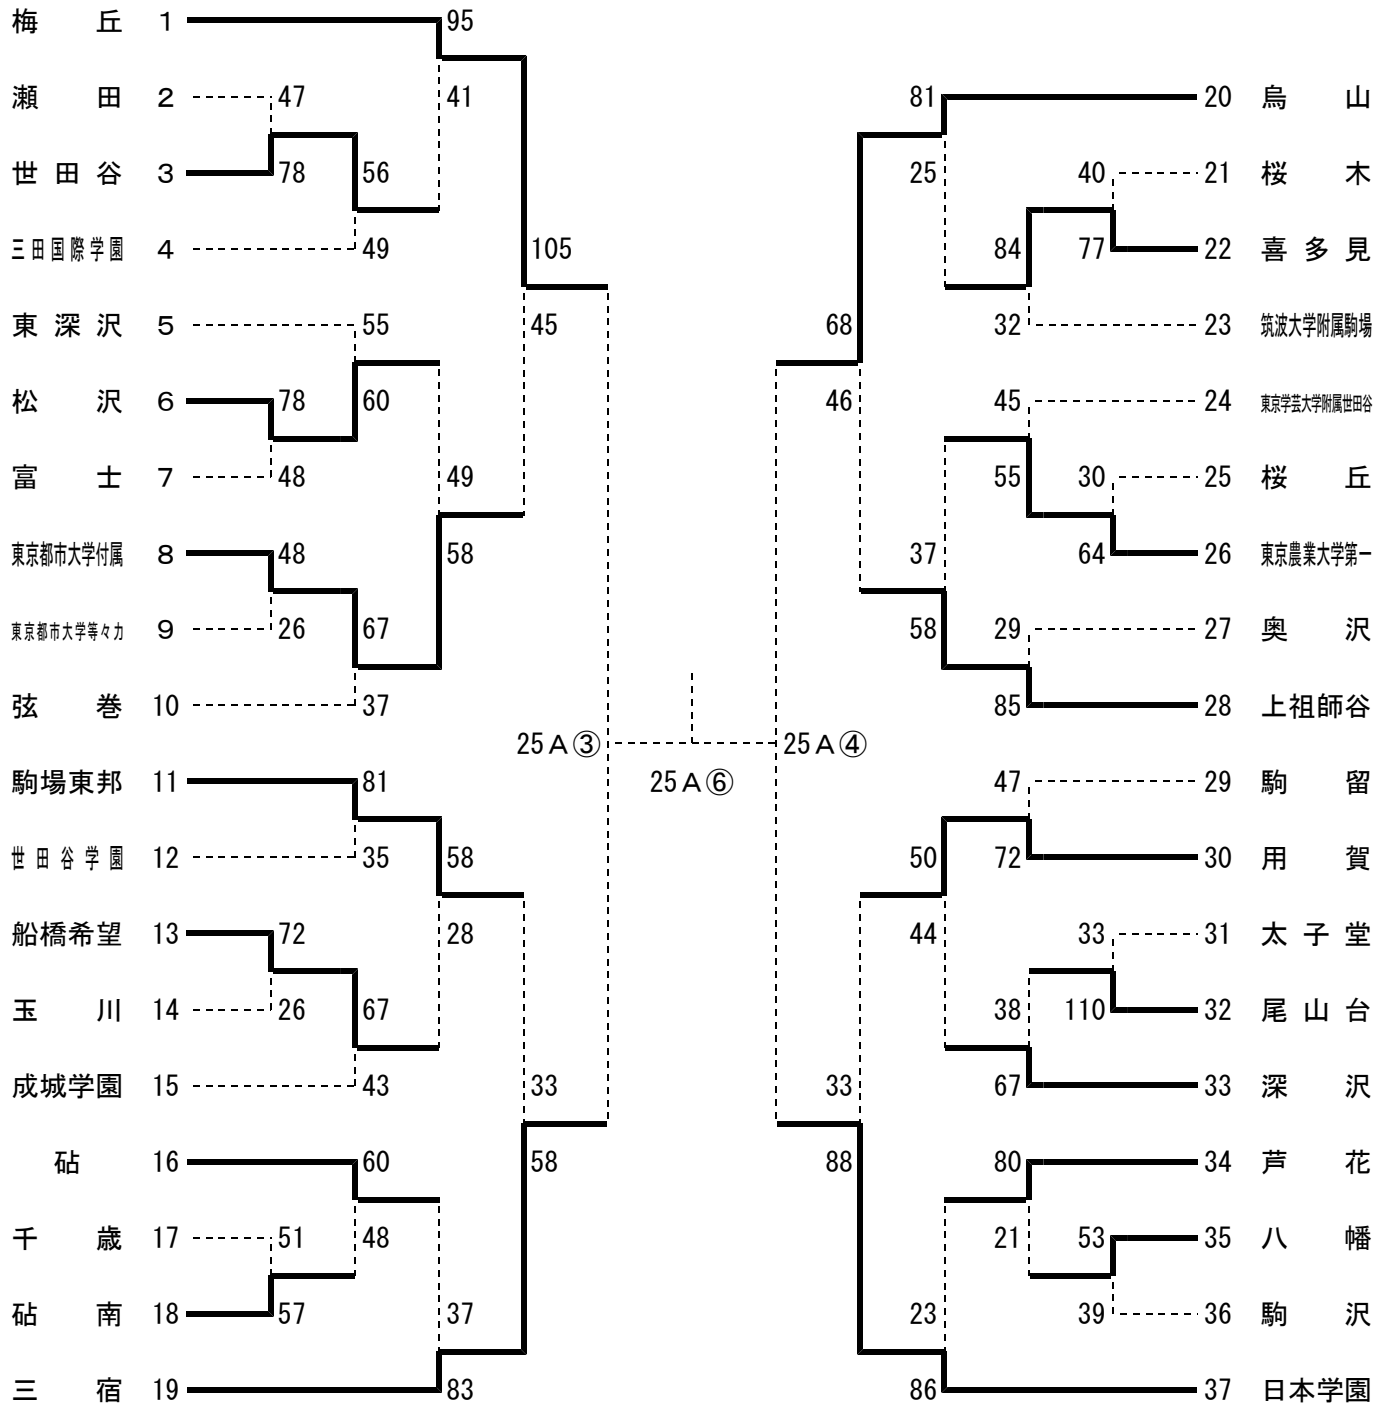 梅丘 1 95
瀬田 2 47 41
世田谷 3 78 56
三田国際学園 4 49 105
東深沢 5 55 45
松沢 6 78 60
富士 7 48 49
東京都市大学付属 8 48 58
東京都市大学等々力 9 26 67
弦巻 10 37
25A③
駒場東邦 11 81
世田谷学園 12 35 58
船橋希望 13 72 28
玉川 14 26 67
成城学園 15 43 33
砧 16 60 58
千歳 17 51 48
砧南 18 57 37
三宿 19 83
25A⑥
81 20 烏山
25 40 21 桜木
84 77 22 喜多見
68 32 23 筑波大学附属駒場
46 45 24 東京学芸大学附属世田谷
55 30 25 桜丘
37 64 26 東京農業大学第一
58 29 27 奥沢
85 28 上祖師谷
25A④
47 29 駒留
50 72 30 用賀
44 33 31 太子堂
38 110 32 尾山台
33 67 33 深沢
88 80 34 芦花
21 53 35 八幡
23 39 36 駒沢
86 37 日本学園